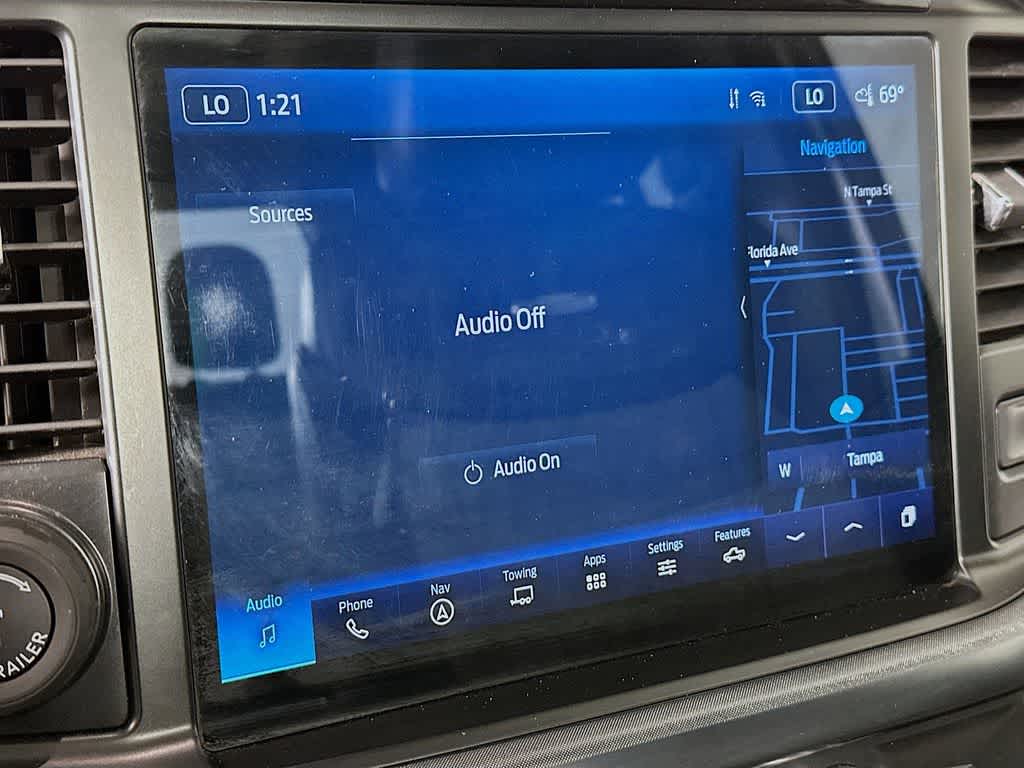 LO 1:21
LO 69°
Navigation
N Tampa St
Sources
Florida Ave
Audio Off
Audio On
W Tampa
Audio
Phone
Nav
Towing
Apps
Settings
Features